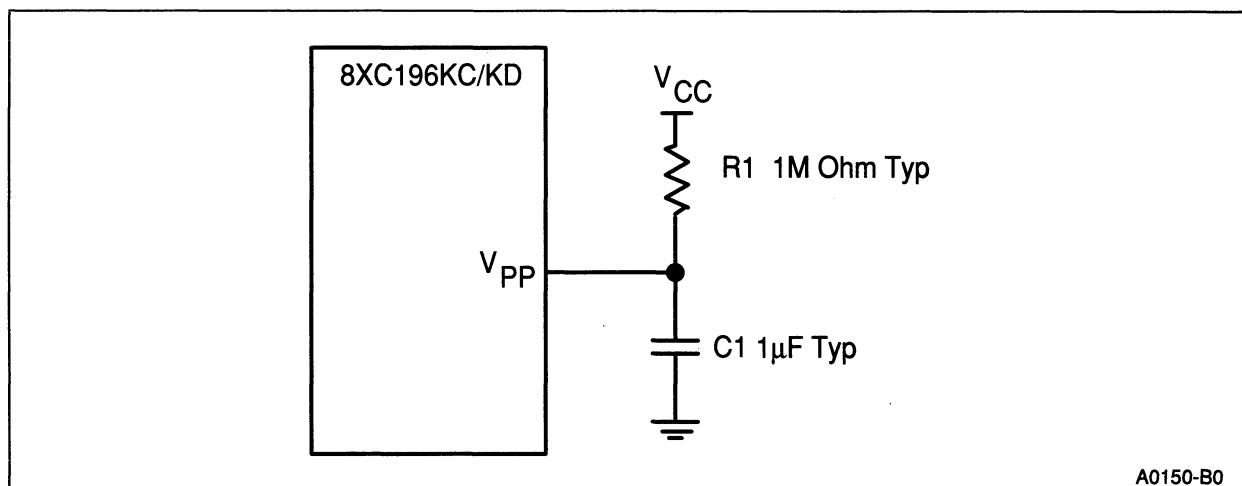 8XC196KC/KD
VCC
R1 1M Ohm Typ
VPP
C1 1µF Typ
A0150-B0